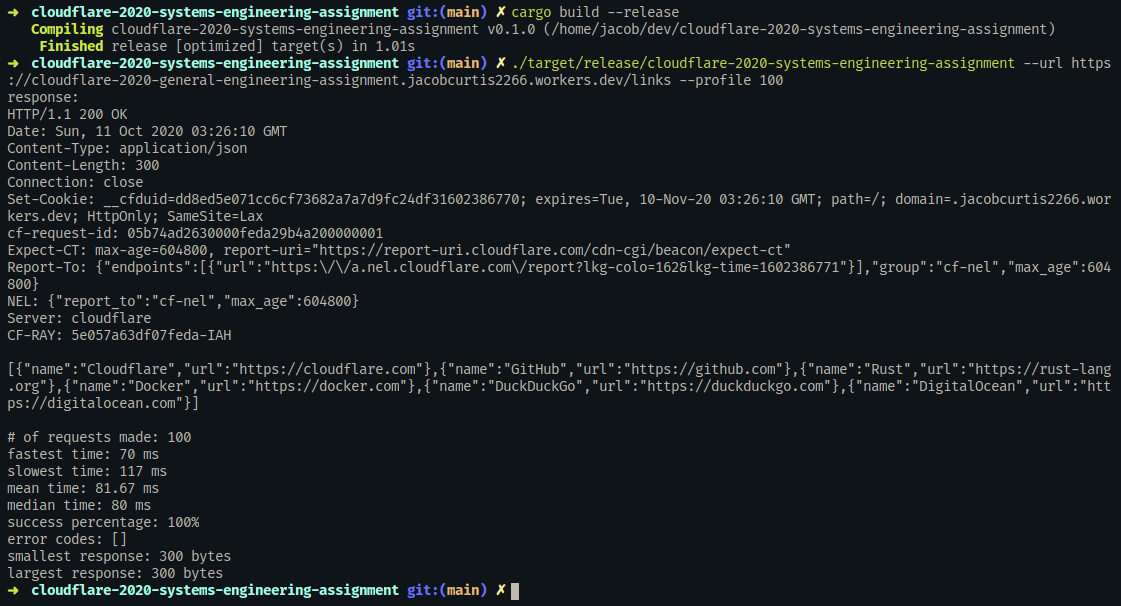 ➜  cloudflare-2020-systems-engineering-assignment git:(main) ✗ cargo build --release
   Compiling cloudflare-2020-systems-engineering-assignment v0.1.0 (/home/jacob/dev/cloudflare-2020-systems-engineering-assignment)
    Finished release [optimized] target(s) in 1.01s
➜  cloudflare-2020-systems-engineering-assignment git:(main) ✗ ./target/release/cloudflare-2020-systems-engineering-assignment --url https
://cloudflare-2020-general-engineering-assignment.jacobcurtis2266.workers.dev/links --profile 100
response:
HTTP/1.1 200 OK
Date: Sun, 11 Oct 2020 03:26:10 GMT
Content-Type: application/json
Content-Length: 300
Connection: close
Set-Cookie: __cfduid=dd8ed5e071cc6cf73682a7a7d9fc24df31602386770; expires=Tue, 10-Nov-20 03:26:10 GMT; path=/; domain=.jacobcurtis2266.wor
kers.dev; HttpOnly; SameSite=Lax
cf-request-id: 05b74ad2630000feda29b4a200000001
Expect-CT: max-age=604800, report-uri="https://report-uri.cloudflare.com/cdn-cgi/beacon/expect-ct"
Report-To: {"endpoints":[{"url":"https:\/\/a.nel.cloudflare.com\/report?lkg-colo=162&lkg-time=1602386771"}],"group":"cf-nel","max_age":604
800}
NEL: {"report_to":"cf-nel","max_age":604800}
Server: cloudflare
CF-RAY: 5e057a63df07feda-IAH

[{"name":"Cloudflare","url":"https://cloudflare.com"},{"name":"GitHub","url":"https://github.com"},{"name":"Rust","url":"https://rust-lang
.org"},{"name":"Docker","url":"https://docker.com"},{"name":"DuckDuckGo","url":"https://duckduckgo.com"},{"name":"DigitalOcean","url":"htt
ps://digitalocean.com"}]

# of requests made: 100
fastest time: 70 ms
slowest time: 117 ms
mean time: 81.67 ms
median time: 80 ms
success percentage: 100%
error codes: []
smallest response: 300 bytes
largest response: 300 bytes
➜  cloudflare-2020-systems-engineering-assignment git:(main) ✗